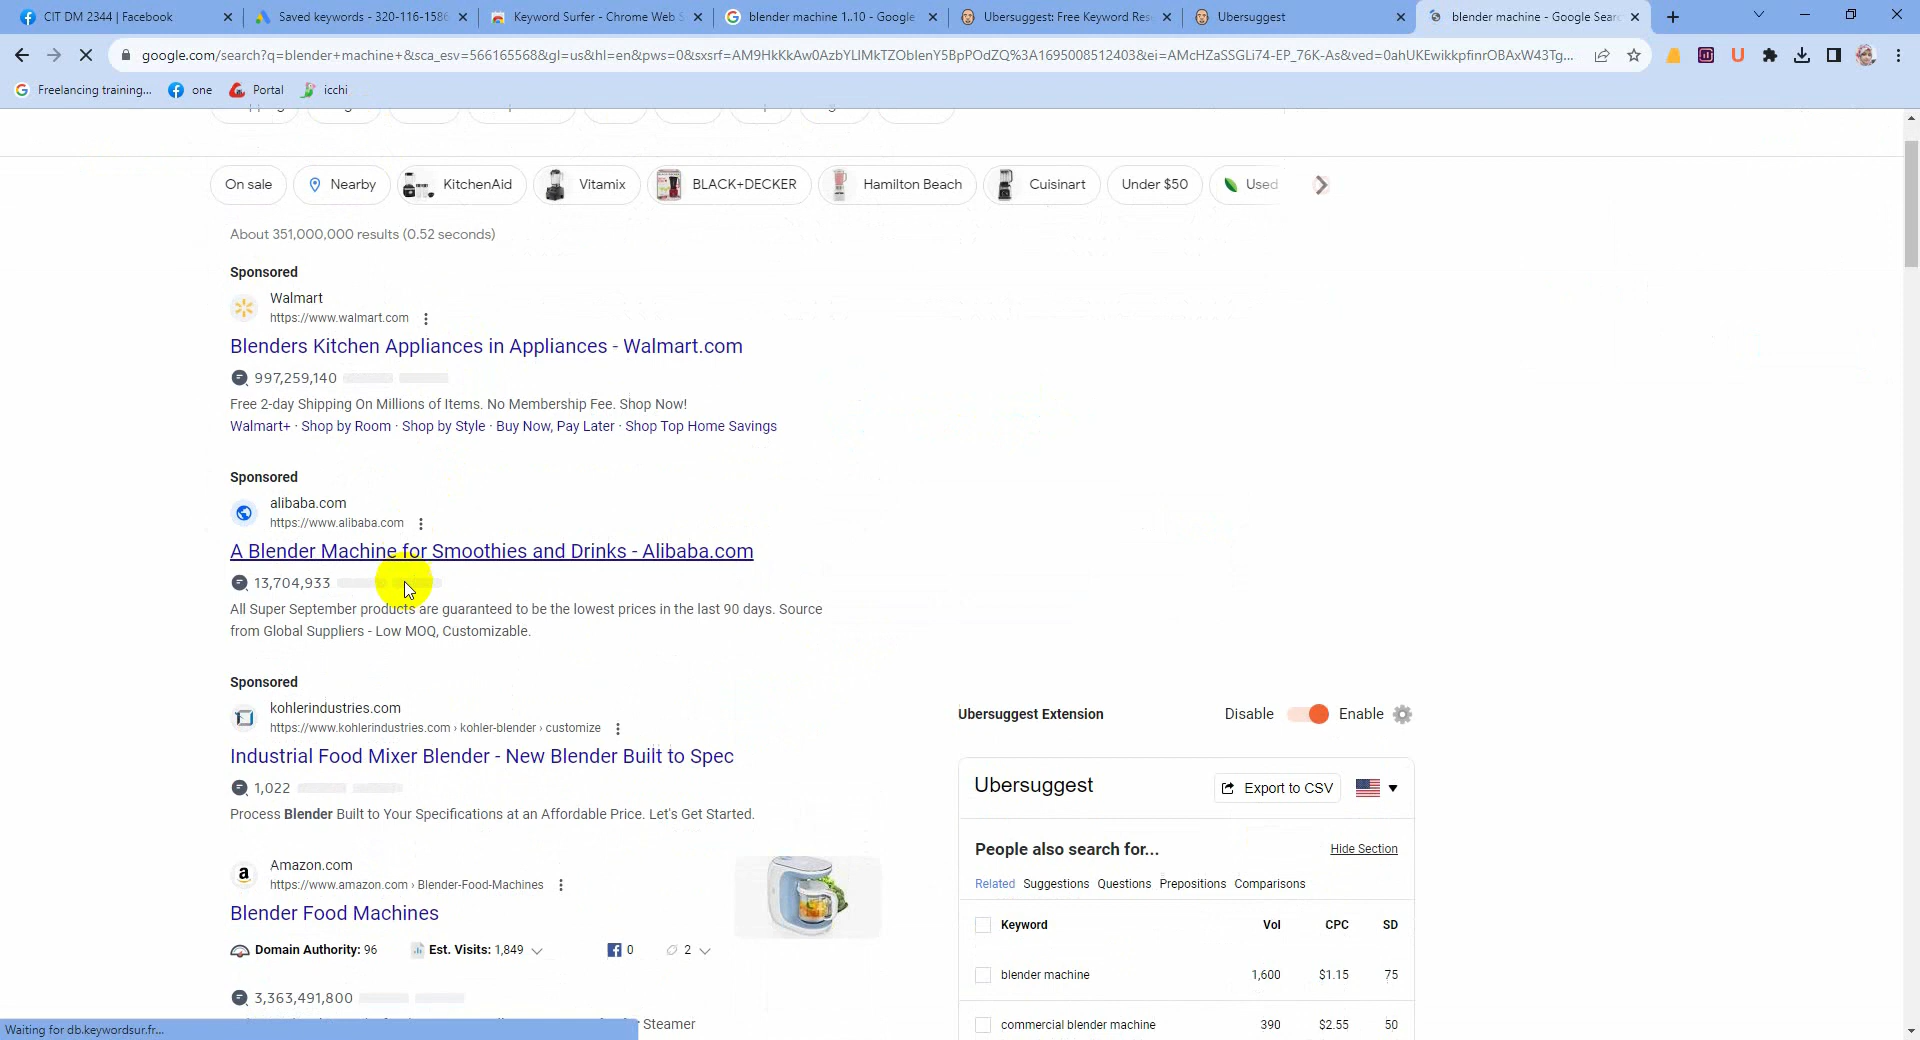 CIT DM 2344 | Facebook
Saved keywords - 320-116-1586
Keyword Surfer - Chrome Web S
blender machine 1..10 - Google
Ubersuggest: Free Keyword Res
Ubersuggest
blender machine - Google Sear
google.com/search?q=blender+machine+&sca_esv=566165568&gl=us&hl=en&pws=0&sxsrf=AM9HkKkAw0AzbYLlMkTZOblenY5BpPOdZQ%3A1695008512403&ei=AMcHZaSSGLi74-EP_76K-As&ved=0ahUKEwikkpfinrOBAxW43Tg...
Freelancing training...
one
Portal
icchi
On sale
Nearby
KitchenAid
Vitamix
BLACK+DECKER
Hamilton Beach
Cuisinart
Under $50
Used
About 351,000,000 results (0.52 seconds)
Sponsored
Walmart
https://www.walmart.com
Blenders Kitchen Appliances in Appliances - Walmart.com
997,259,140
Free 2-day Shipping On Millions of Items. No Membership Fee. Shop Now!
Walmart+ · Shop by Room · Shop by Style · Buy Now, Pay Later · Shop Top Home Savings
Sponsored
alibaba.com
https://www.alibaba.com
A Blender Machine for Smoothies and Drinks - Alibaba.com
13,704,933
All Super September products are guaranteed to be the lowest prices in the last 90 days. Source
from Global Suppliers - Low MOQ, Customizable.
Sponsored
kohlerindustries.com
https://www.kohlerindustries.com › kohler-blender › customize
Industrial Food Mixer Blender - New Blender Built to Spec
1,022
Process Blender Built to Your Specifications at an Affordable Price. Let's Get Started.
Amazon.com
https://www.amazon.com › Blender-Food-Machines
Blender Food Machines
Domain Authority: 96 Est. Visits: 1,849 0 2
3,363,491,800
Steamer
Waiting for db.keywordsur.fr...
Ubersuggest Extension Disable Enable
Ubersuggest Export to CSV
People also search for... Hide Section
Related Suggestions Questions Prepositions Comparisons
Keyword Vol CPC SD
blender machine 1,600 $1.15 75
commercial blender machine 390 $2.55 50